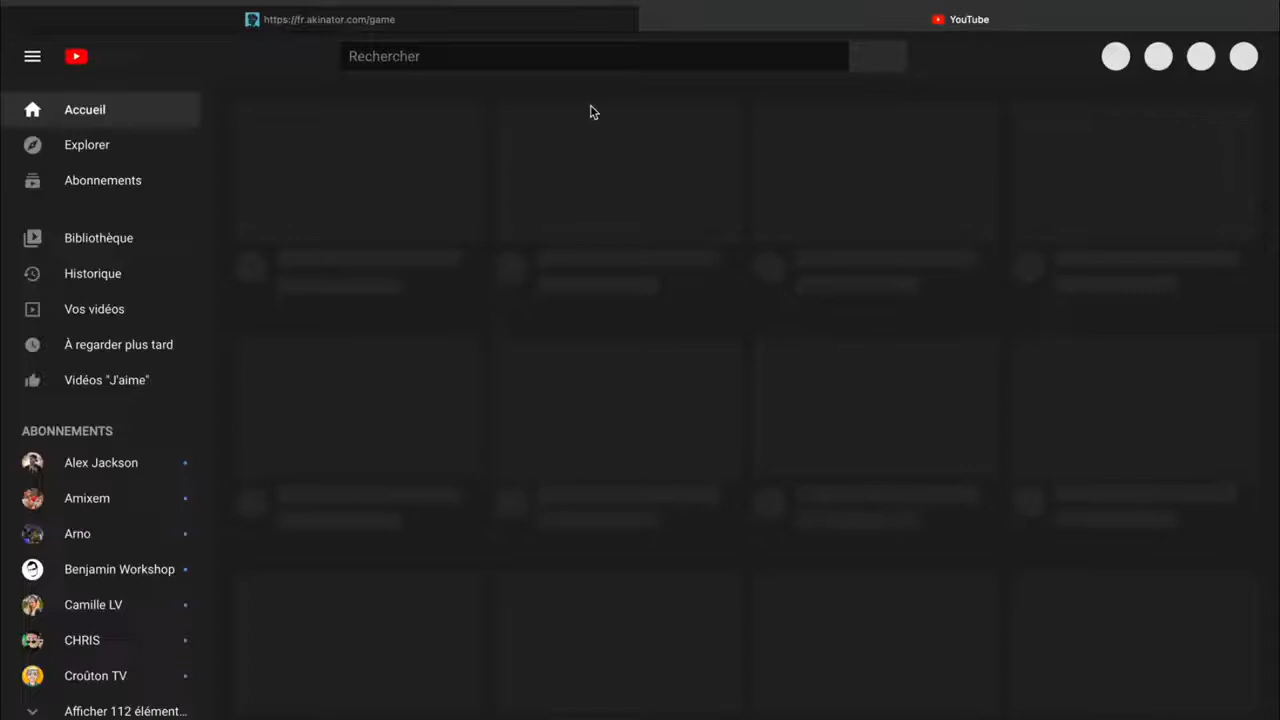 https://fr.akinator.com/game
YouTube
Rechercher
Accueil
Explorer
Abonnements
Bibliothèque
Historique
Vos vidéos
À regarder plus tard
Vidéos "J'aime"
ABONNEMENTS
Alex Jackson
Amixem
Arno
Benjamin Workshop
Camille LV
CHRIS
Croûton TV
Afficher 112 élément...